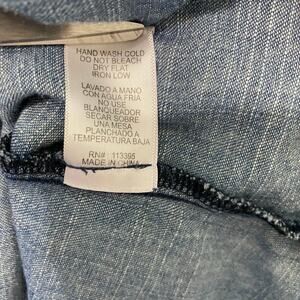 HAND WASH COLD
DO NOT BLEACH
DRY FLAT
IRON LOW
LAVADO A MANO
CON AGUA FRIA
NO USE
BLANQUEADOR
SECAR SOBRE
UNA MESA
PLANCHADO A
TEMPERATURA BAJA
RN# 113395
MADE IN CHINA